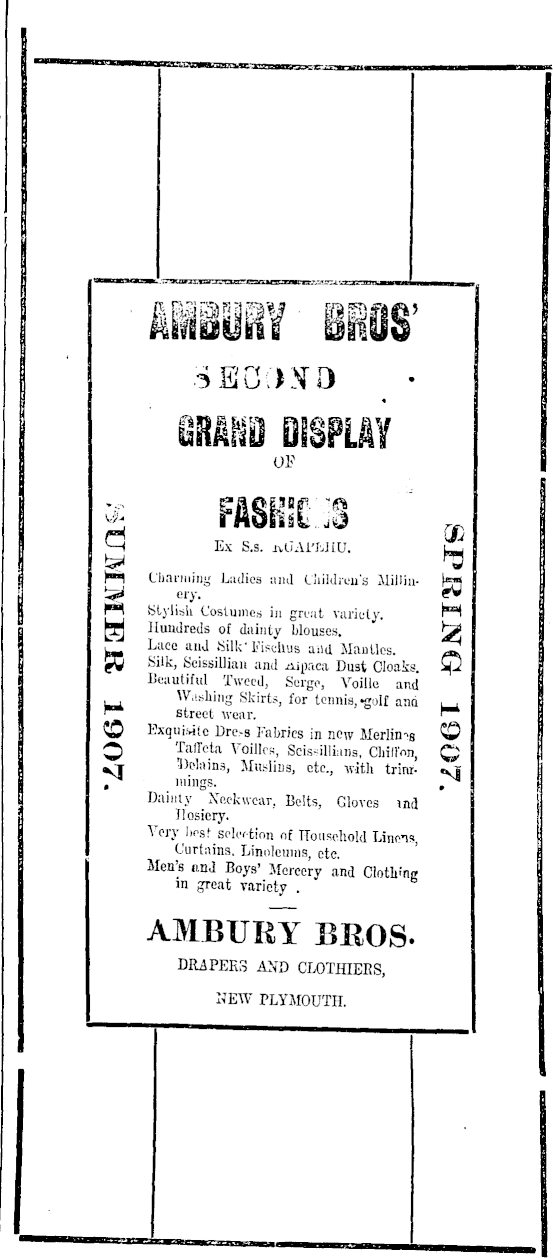 AMBURY BROS'
SECOND
GRAND DISPLAY
OF
FASHIONS
Ex S.s. RUAPEHU.
SUMMER 1907.
SPRING 1907.
Charming Ladies and Children's Millin-
ery.
Stylish Costumes in great variety.
Hundreds of dainty blouses.
Lace and Silk Fischus and Mantles.
Silk, Scissillian and Alpaca Dust Cloaks.
Beautiful Tweed, Serge, Voille and
Washing Skirts, for tennis, golf and
street wear.
Exquisite Dress Fabrics in new Merlins
Taffeta Voilles, Scissillians, Chiffon,
Delains, Muslins, etc., with trim-
mings.
Dainty Neckwear, Belts, Gloves and
Hosiery.
Very best selection of Household Linens,
Curtains, Linoleums, etc.
Men's and Boys' Mercery and Clothing
in great variety .
AMBURY BROS.
DRAPERS AND CLOTHIERS,
NEW PLYMOUTH.